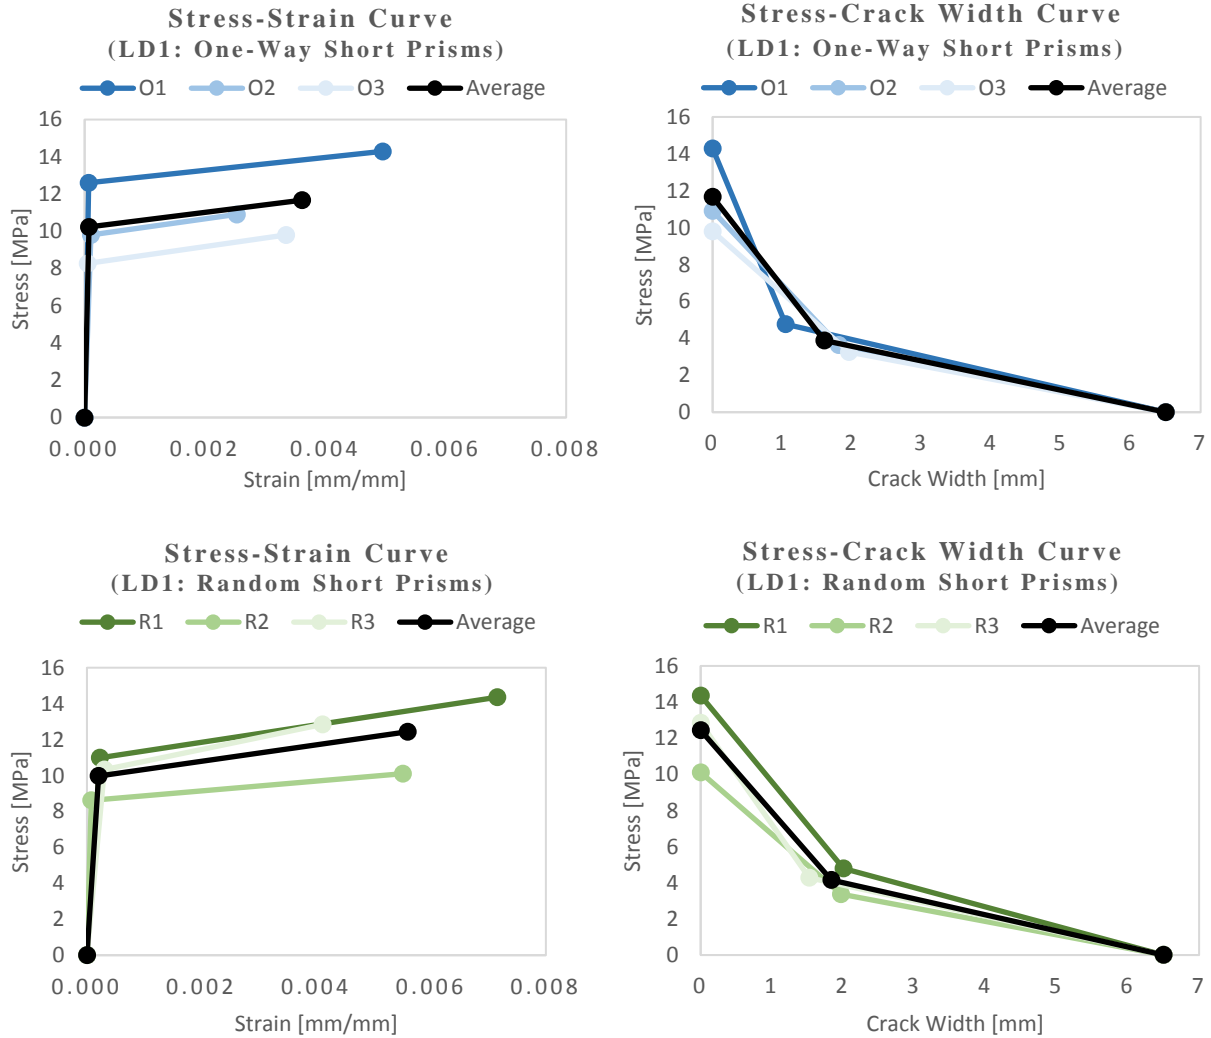 Stress-Strain Curve
(LD1: One-Way Short Prisms)
O1 O2 O3 Average
16
14
12
10
8
6
4
2
0
Stress [MPa]
0.000 0.002 0.004 0.006 0.008
Strain [mm/mm]
Stress-Crack Width Curve
(LD1: One-Way Short Prisms)
O1 O2 O3 Average
16
14
12
10
8
6
4
2
0
Stress [MPa]
0 1 2 3 4 5 6 7
Crack Width [mm]
Stress-Strain Curve
(LD1: Random Short Prisms)
R1 R2 R3 Average
16
14
12
10
8
6
4
2
0
Stress [MPa]
0.000 0.002 0.004 0.006 0.008
Strain [mm/mm]
Stress-Crack Width Curve
(LD1: Random Short Prisms)
R1 R2 R3 Average
16
14
12
10
8
6
4
2
0
Stress [MPa]
0 1 2 3 4 5 6 7
Crack Width [mm]